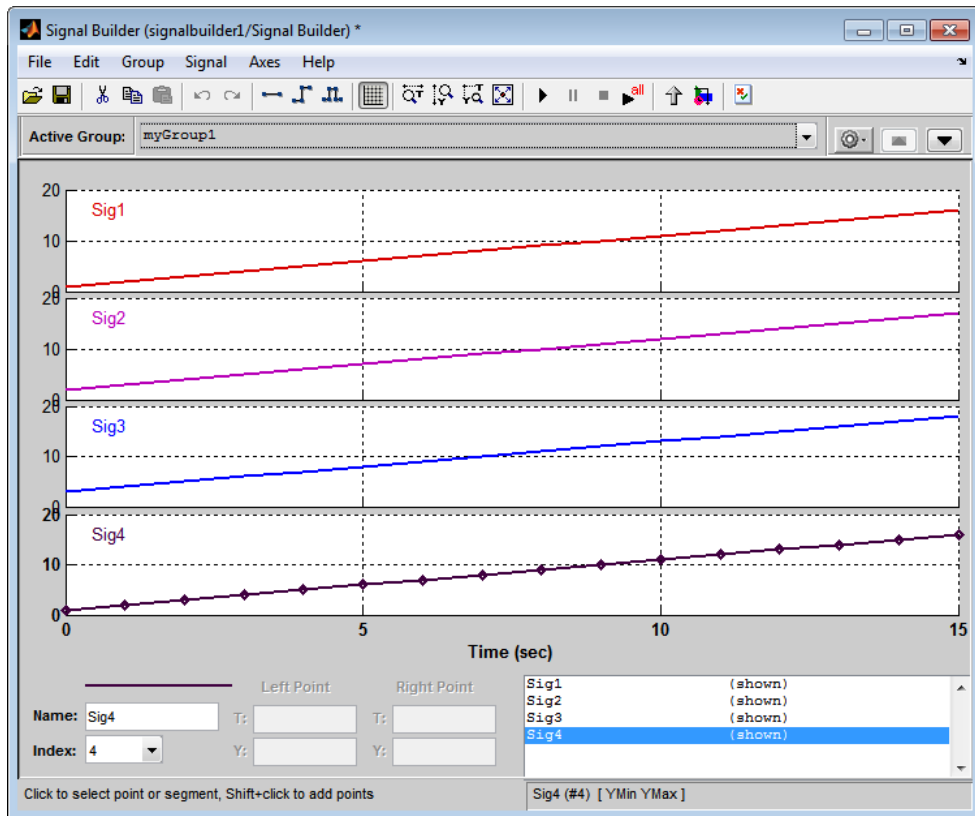 Signal Builder (signalbuilder1/Signal Builder) *
File Edit Group Signal Axes Help
all
Active Group: myGroup1
20
Sig1
10
0
20
Sig2
10
0
20
Sig3
10
0
20
Sig4
10
0
0 5 10 15
Time (sec)
Left Point Right Point
Name: Sig4 T: T:
Index: 4 Y: Y:
Sig1 (shown)
Sig2 (shown)
Sig3 (shown)
Sig4 (shown)
Click to select point or segment, Shift+click to add points
Sig4 (#4) [ YMin YMax ]